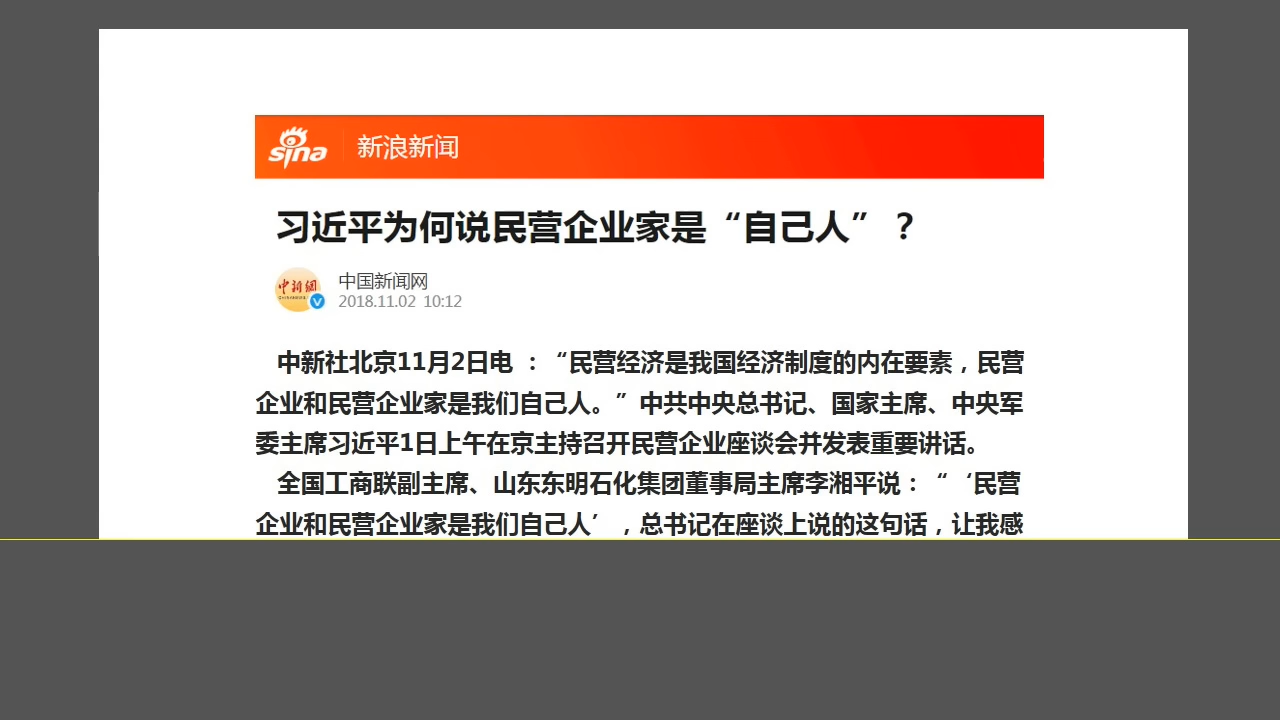 sina 新浪新闻
习近平为何说民营企业家是“自己人”？
中新網
中国新闻网
2018.11.02 10:12
中新社北京11月2日电 ：“民营经济是我国经济制度的内在要素，民营
企业和民营企业家是我们自己人。”中共中央总书记、国家主席、中央军
委主席习近平1日上午在京主持召开民营企业座谈会并发表重要讲话。
全国工商联副主席、山东东明石化集团董事局主席李湘平说：“‘民营
企业和民营企业家是我们自己人’，总书记在座谈上说的这句话，让我感